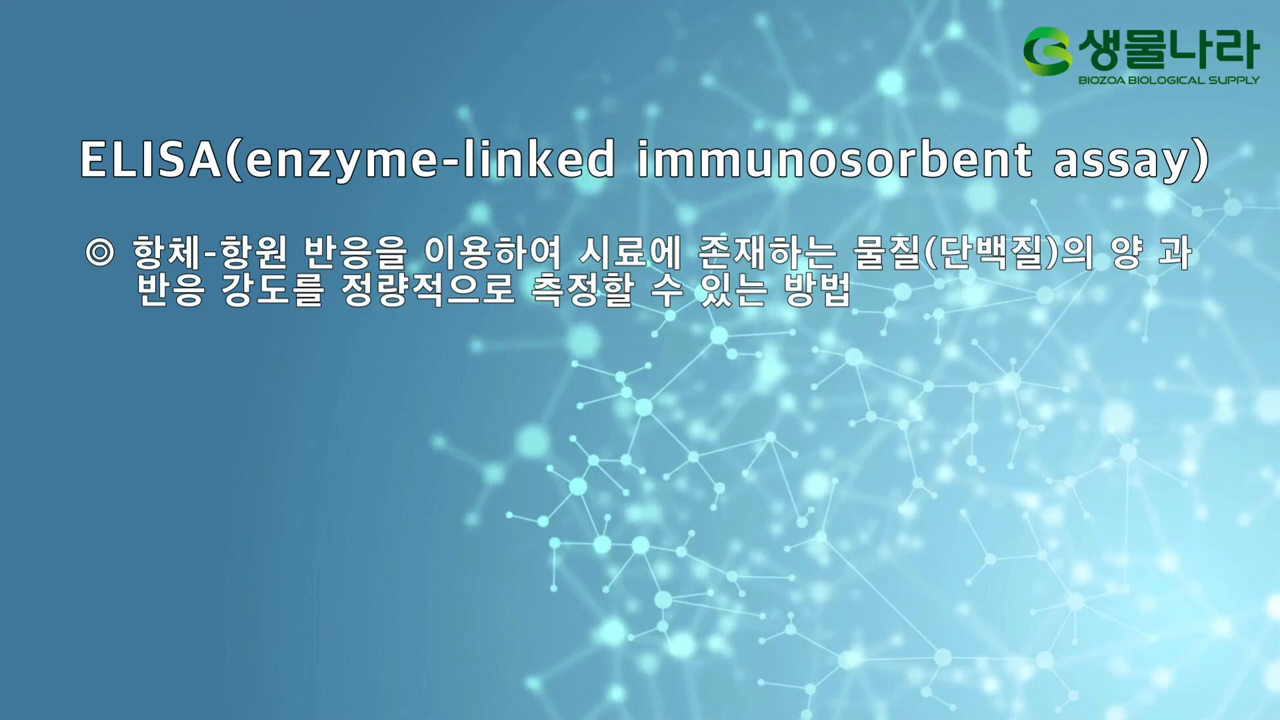 생물나라
BIOZOA BIOLOGICAL SUPPLY
ELISA(enzyme-linked immunosorbent assay)
◎ 항체-항원 반응을 이용하여 시료에 존재하는 물질(단백질)의 양 과
반응 강도를 정량적으로 측정할 수 있는 방법